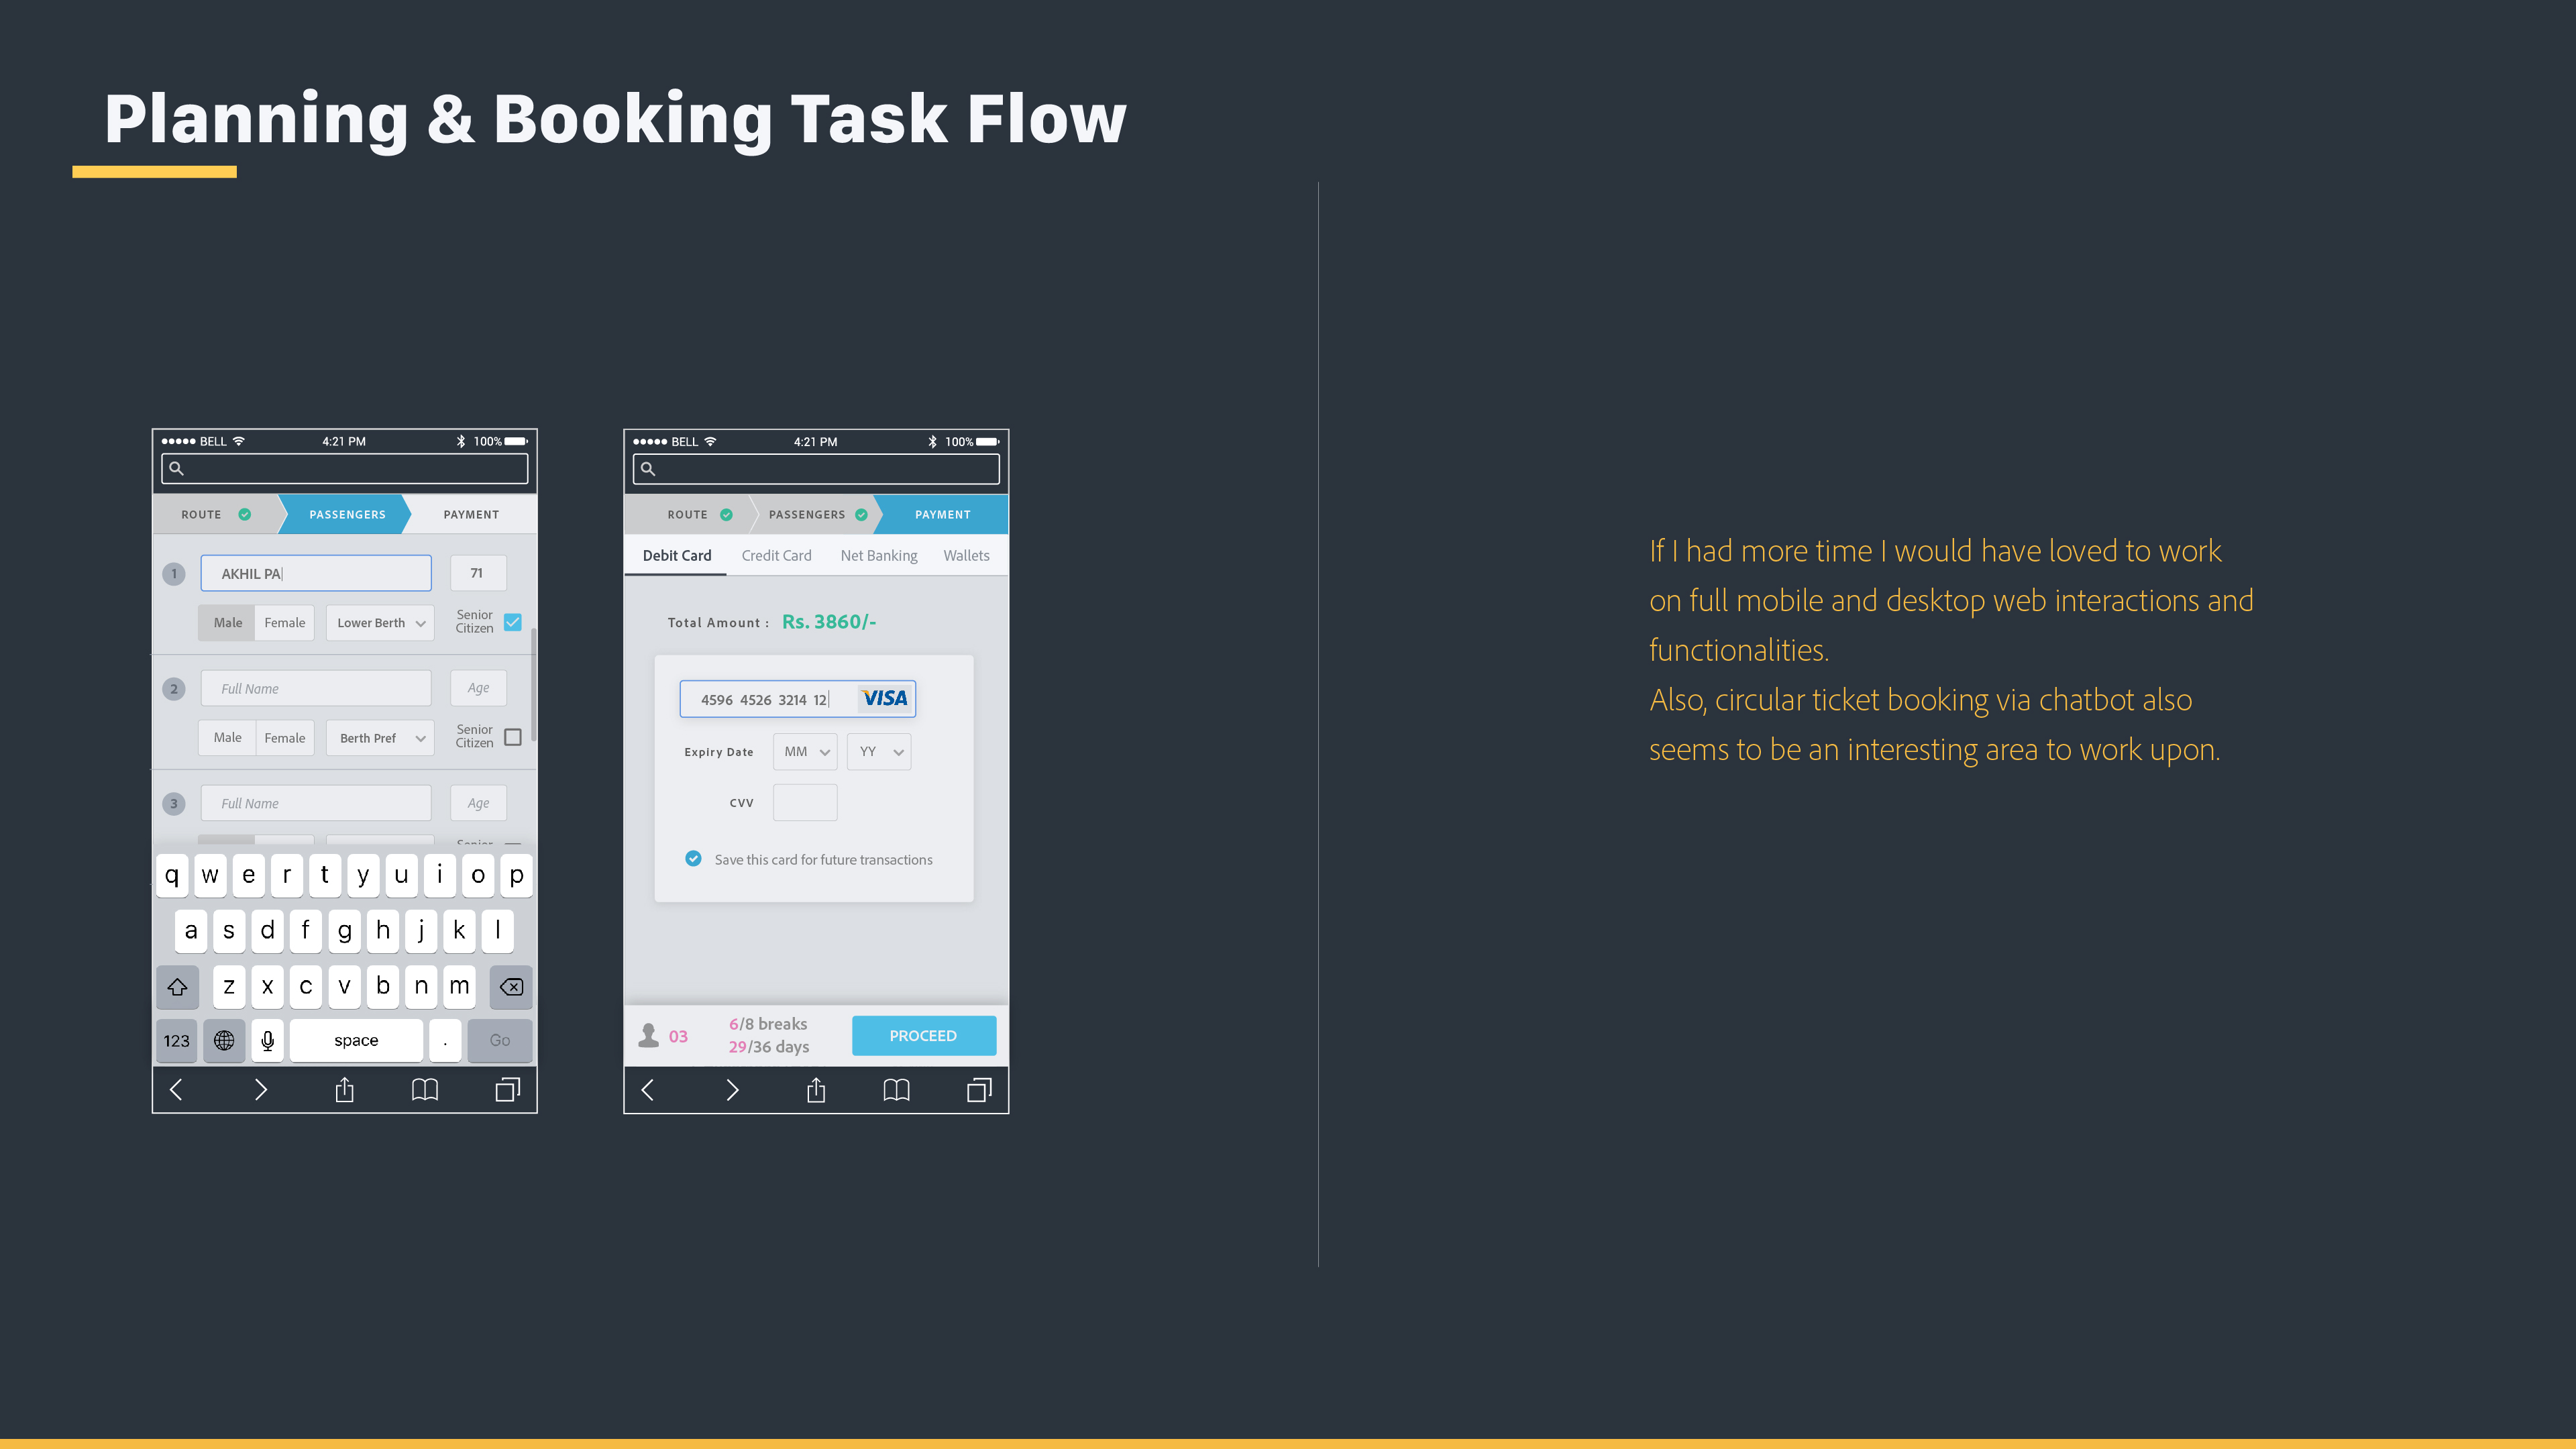 Planning & Booking Task Flow
BELL 4:21 PM 100%
ROUTE PASSENGERS PAYMENT
1 AKHIL PA 71
Male Female Lower Berth Senior Citizen
2 Full Name Age
Male Female Berth Pref Senior Citizen
3 Full Name Age
q w e r t y u i o p
a s d f g h j k l
z x c v b n m
123 space . Go
BELL 4:21 PM 100%
ROUTE PASSENGERS PAYMENT
Debit Card Credit Card Net Banking Wallets
Total Amount : Rs. 3860/-
4596 4526 3214 12 VISA
Expiry Date MM YY
CVV
Save this card for future transactions
03 6/8 breaks
29/36 days
PROCEED
If I had more time I would have loved to work
on full mobile and desktop web interactions and
functionalities.
Also, circular ticket booking via chatbot also
seems to be an interesting area to work upon.